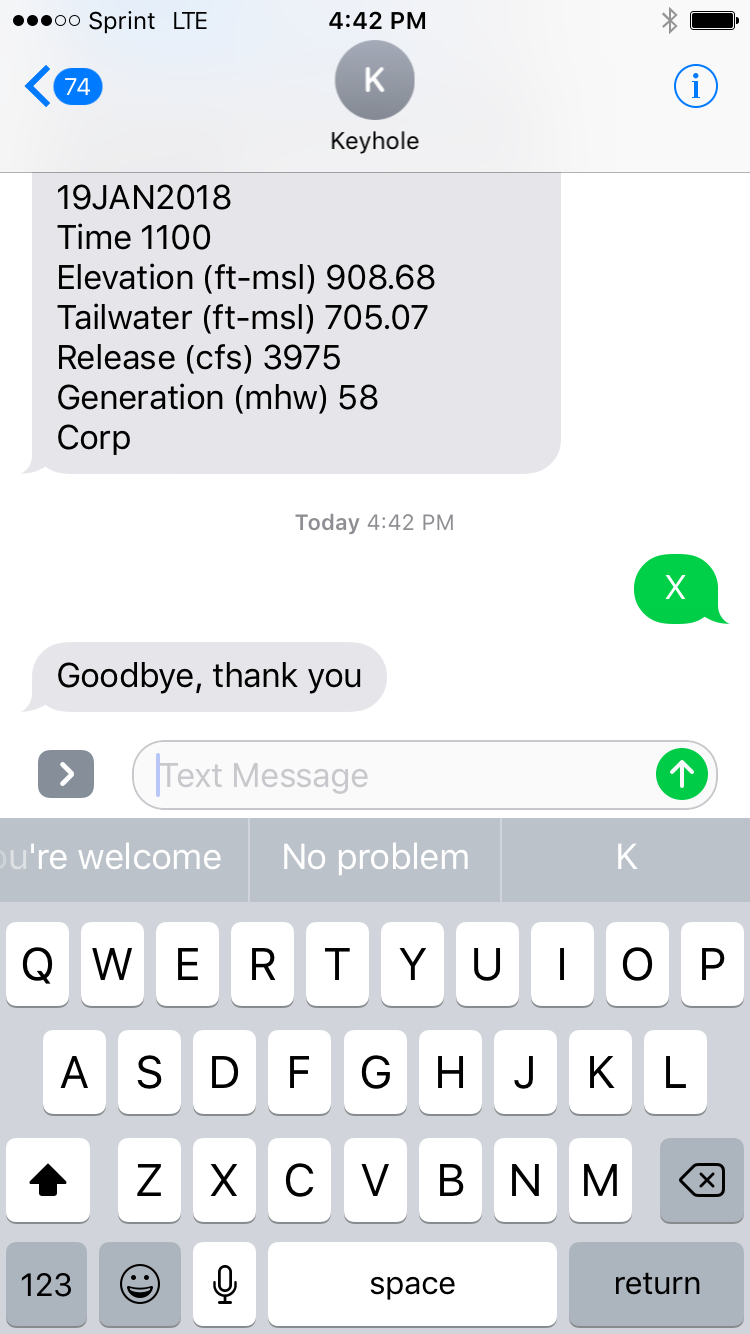 Sprint LTE 4:42 PM
74
K
i
Keyhole
19JAN2018
Time 1100
Elevation (ft-msl) 908.68
Tailwater (ft-msl) 705.07
Release (cfs) 3975
Generation (mhw) 58
Corp
Today 4:42 PM
X
Goodbye, thank you
Text Message
ou're welcome No problem K
Q W E R T Y U I O P
A S D F G H J K L
Z X C V B N M
123 space return